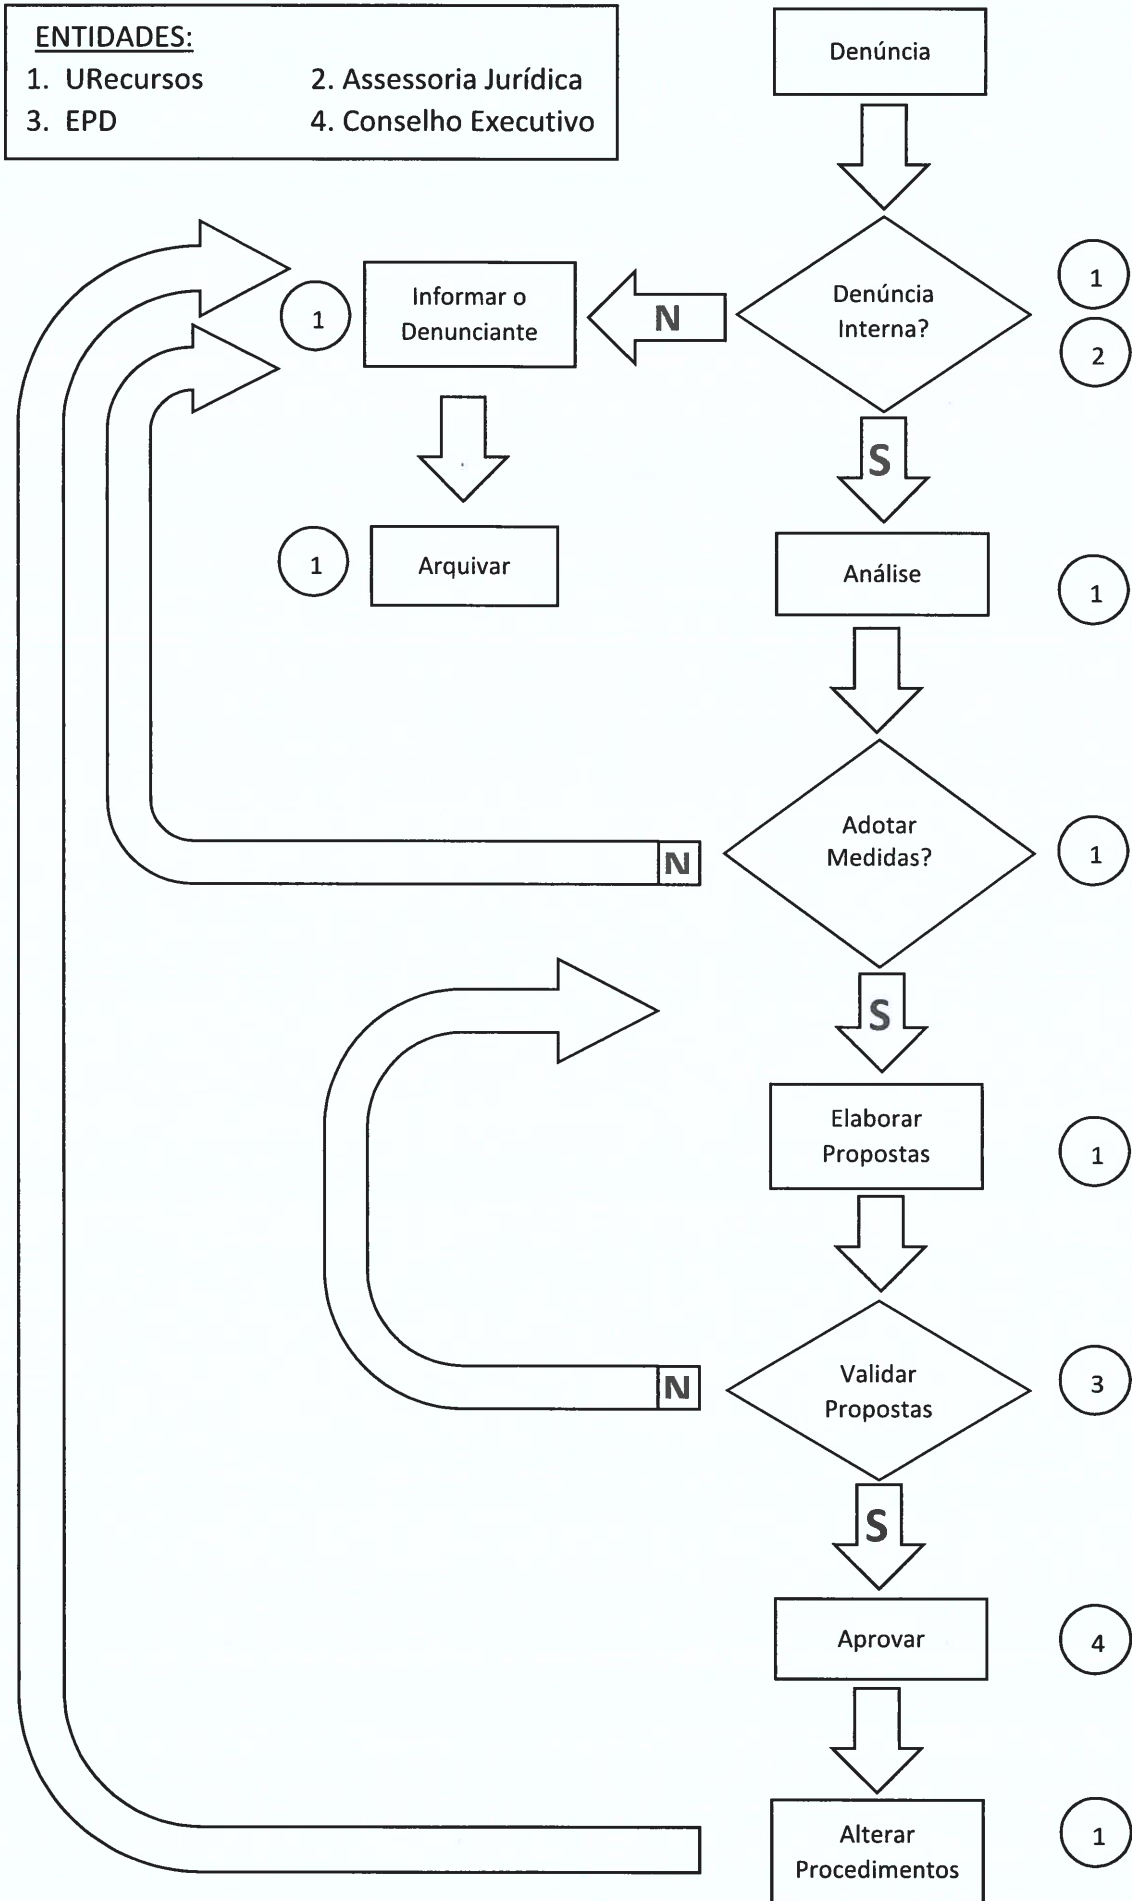 ENTIDADES:
1. URecursos 2. Assessoria Jurídica
3. EPD 4. Conselho Executivo
Denúncia
Denúncia
Interna?
1
2
N
Informar o
Denunciante
1
S
Arquivar
1
Análise
1
Adotar
Medidas?
1
N
S
Elaborar
Propostas
1
Validar
Propostas
3
N
S
Aprovar
4
Alterar
Procedimentos
1